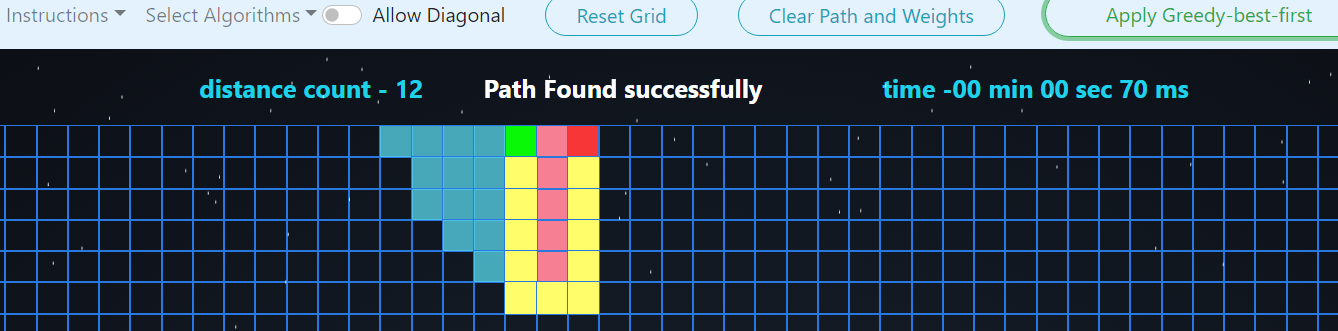 Instructions Select Algorithms Allow Diagonal Reset Grid Clear Path and Weights Apply Greedy-best-first
distance count - 12 Path Found successfully time -00 min 00 sec 70 ms